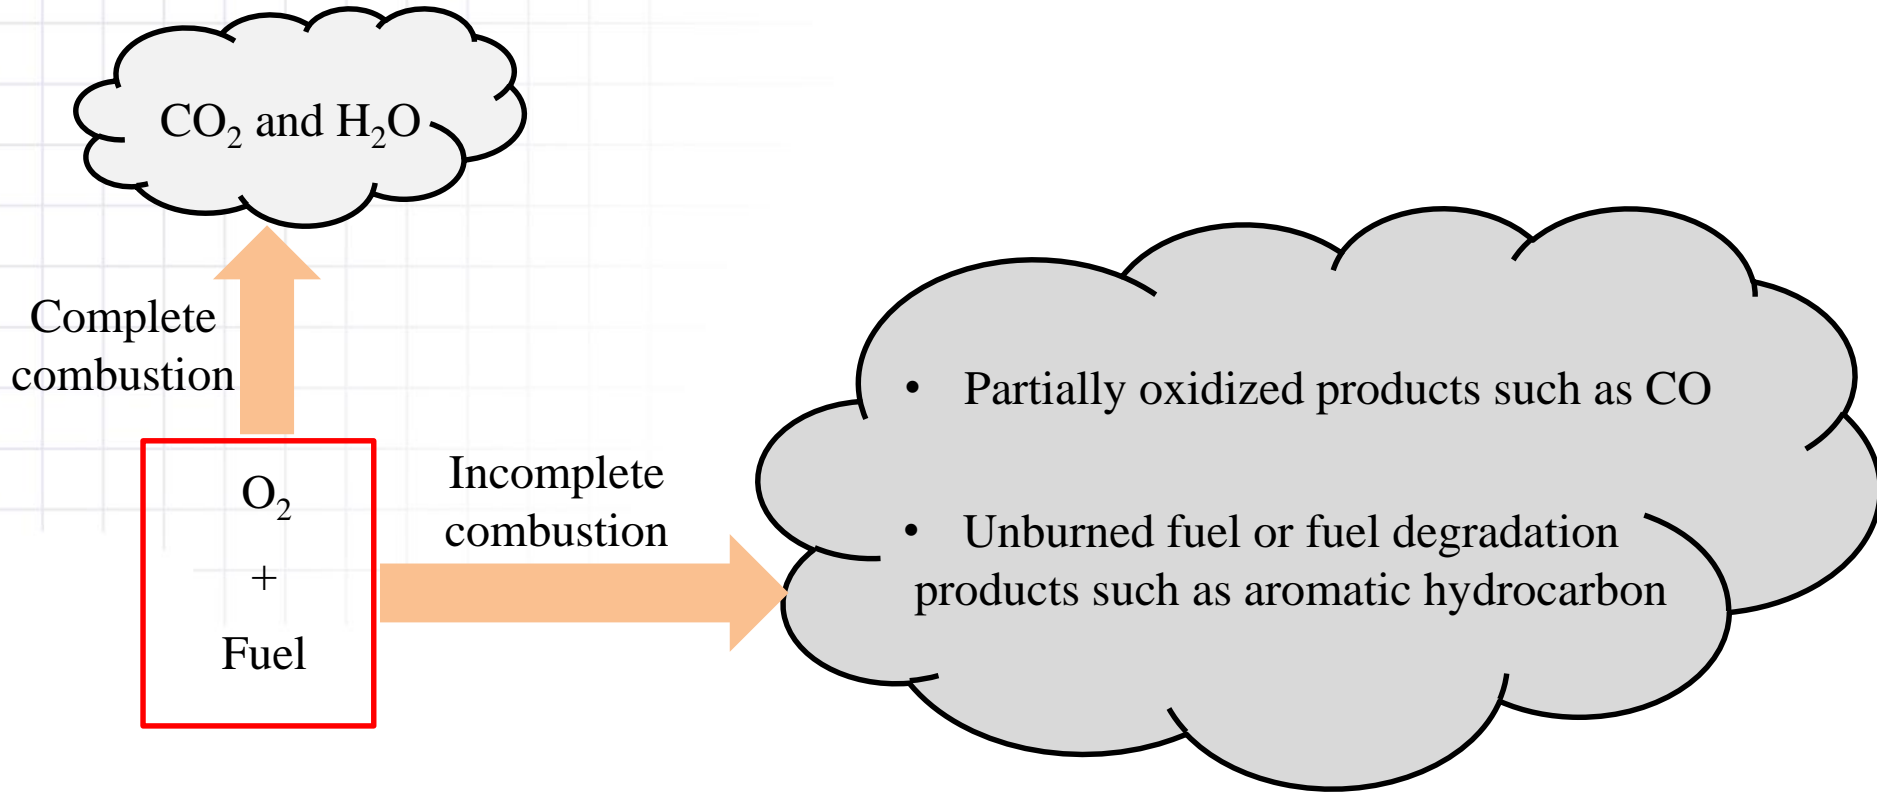 CO₂ and H₂O
Complete
combustion
O₂
+
Fuel
Incomplete
combustion
• Partially oxidized products such as CO
• Unburned fuel or fuel degradation
products such as aromatic hydrocarbon